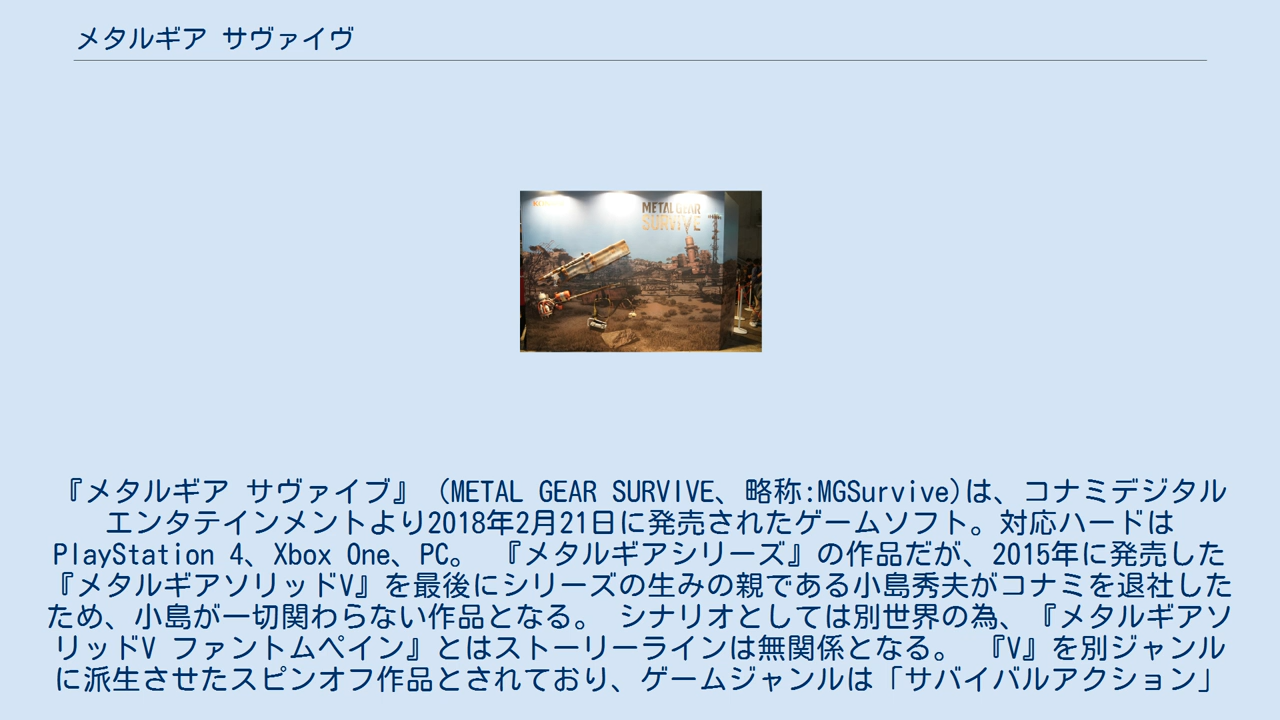 メタルギア サヴァイヴ
METAL GEAR
SURVIVE
『メタルギア サヴァイブ』 (METAL GEAR SURVIVE、略称:MGSurvive)は、コナミデジタル
エンタテインメントより2018年2月21日に発売されたゲームソフト。対応ハードは
PlayStation 4、Xbox One、PC。 『メタルギアシリーズ』の作品だが、2015年に発売した
『メタルギアソリッドV』を最後にシリーズの生みの親である小島秀夫がコナミを退社した
ため、小島が一切関わらない作品となる。 シナリオとしては別世界の為、『メタルギアソ
リッドV ファントムペイン』とはストーリーラインは無関係となる。 『V』を別ジャンル
に派生させたスピンオフ作品とされており、ゲームジャンルは「サバイバルアクション」